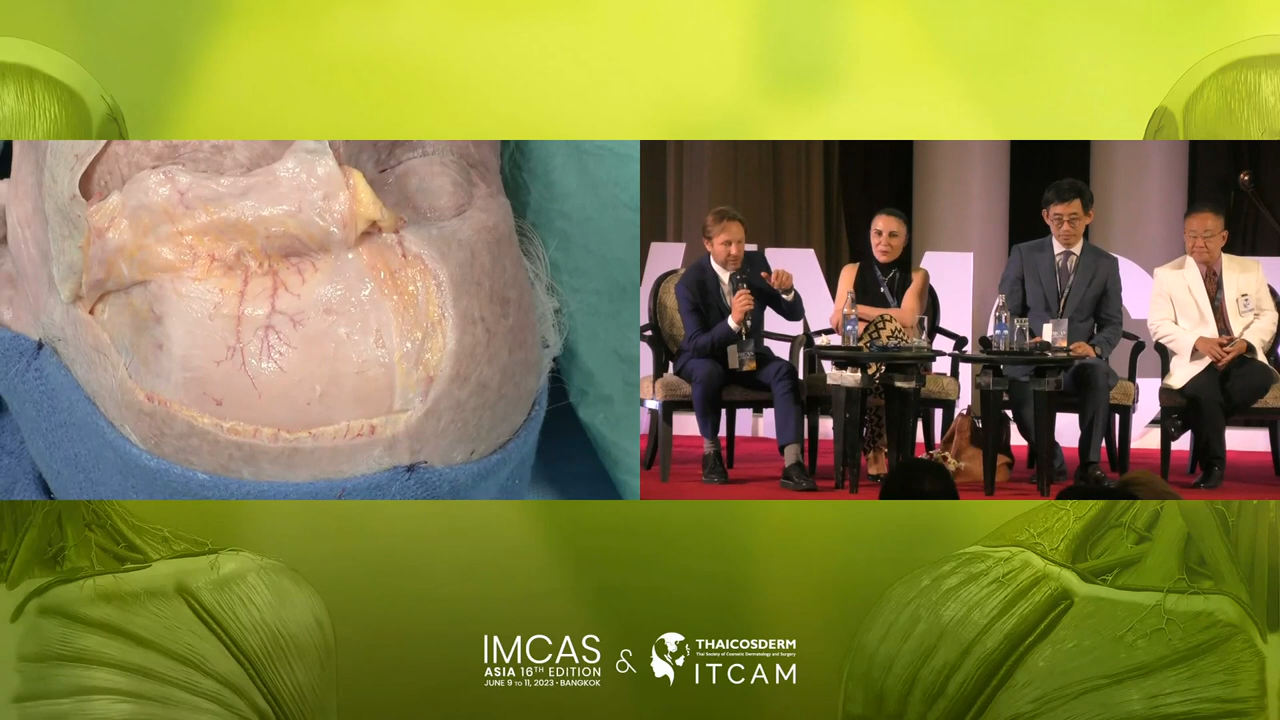 IMCAS
ASIA 16TH EDITION
JUNE 9 TO 11, 2023 • BANGKOK
&
THAICOSDERM
Thai Society of Cosmetic Dermatology and Surgery
ITCAM